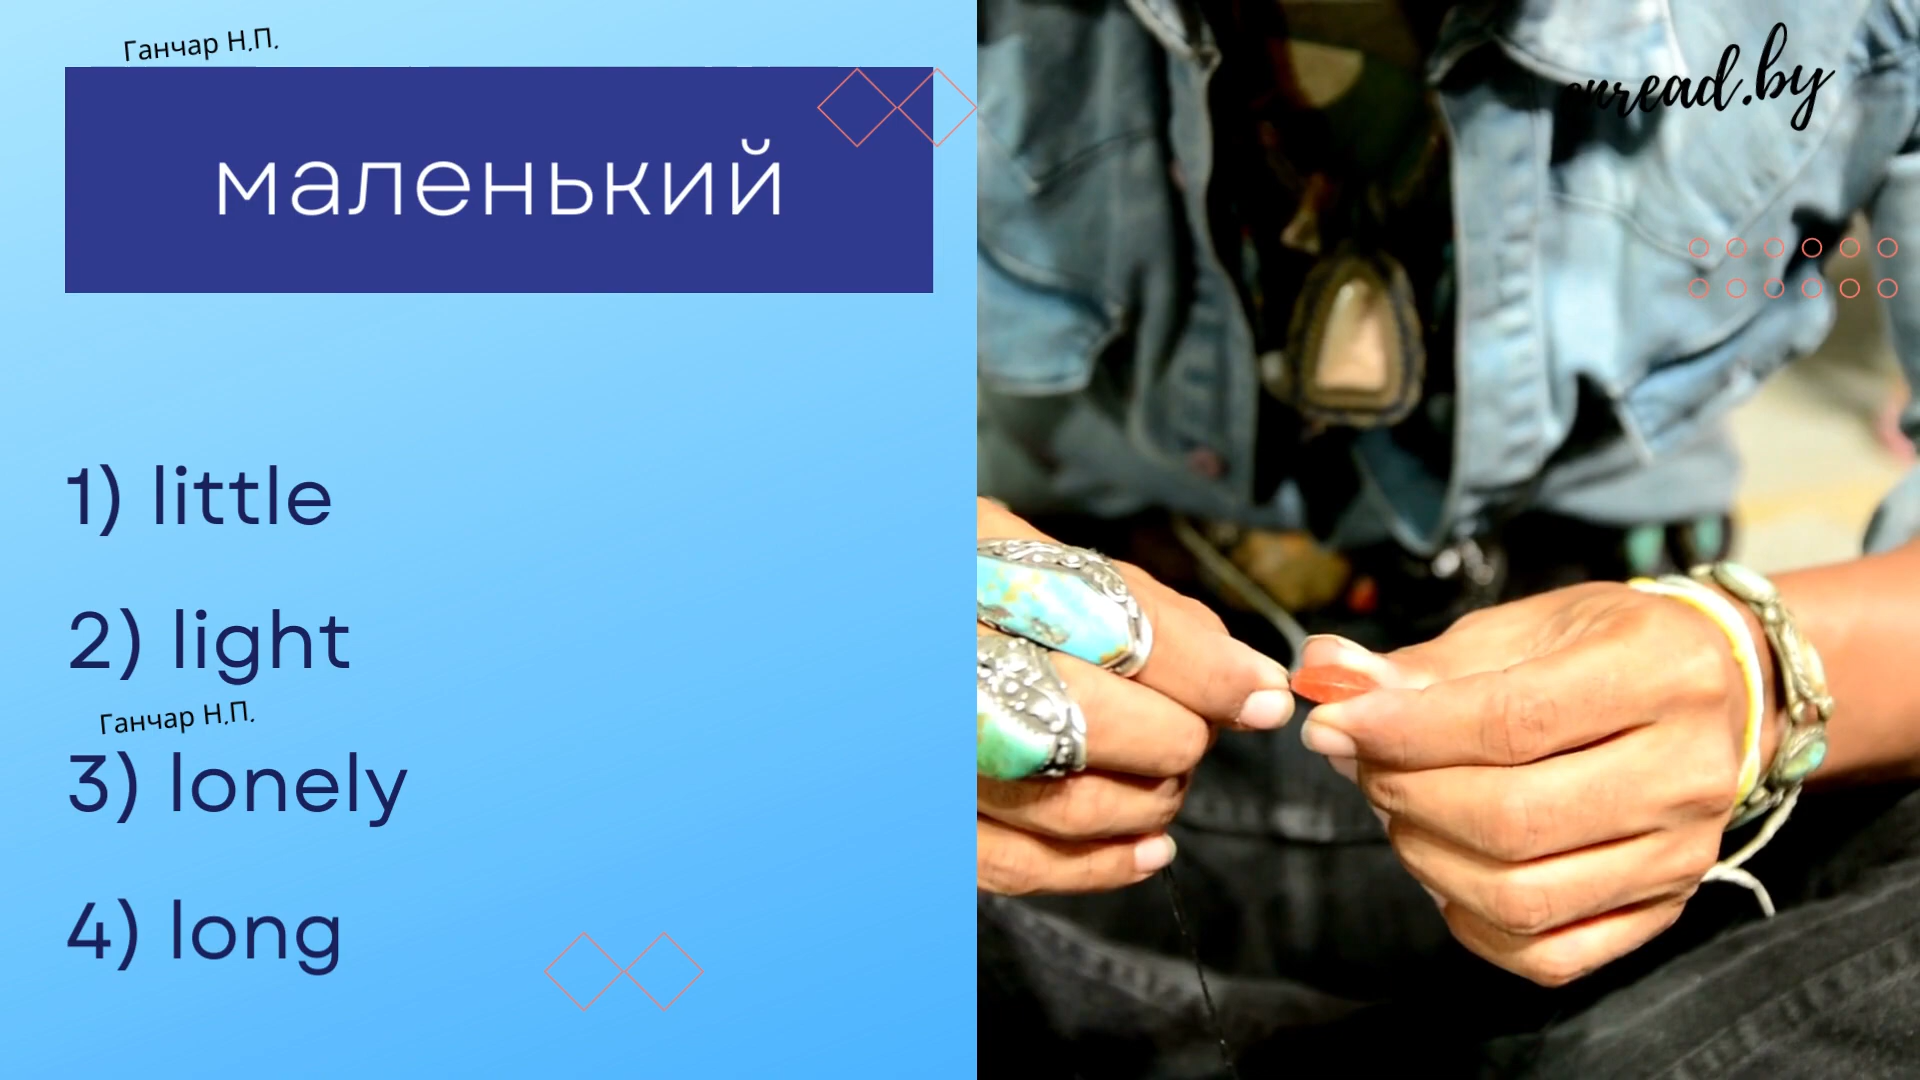 Ганчар Н.П.
маленький
1) little
2) light
Ганчар Н.П.
3) lonely
4) long
onread.by